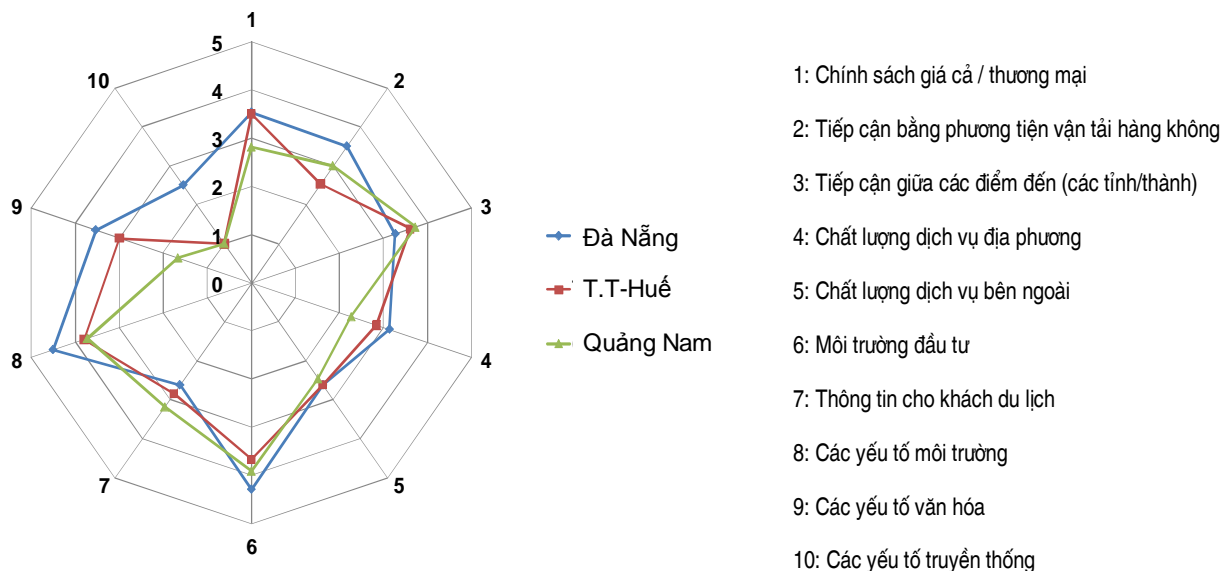 1
5
10
4
2
3
2
9
1
3
0
8
4
7
5
6
Đà Nẵng
T.T-Huế
Quảng Nam
1: Chính sách giá cả / thương mại
2: Tiếp cận bằng phương tiện vận tải hàng không
3: Tiếp cận giữa các điểm đến (các tỉnh/thành)
4: Chất lượng dịch vụ địa phương
5: Chất lượng dịch vụ bên ngoài
6: Môi trường đầu tư
7: Thông tin cho khách du lịch
8: Các yếu tố môi trường
9: Các yếu tố văn hóa
10: Các yếu tố truyền thống